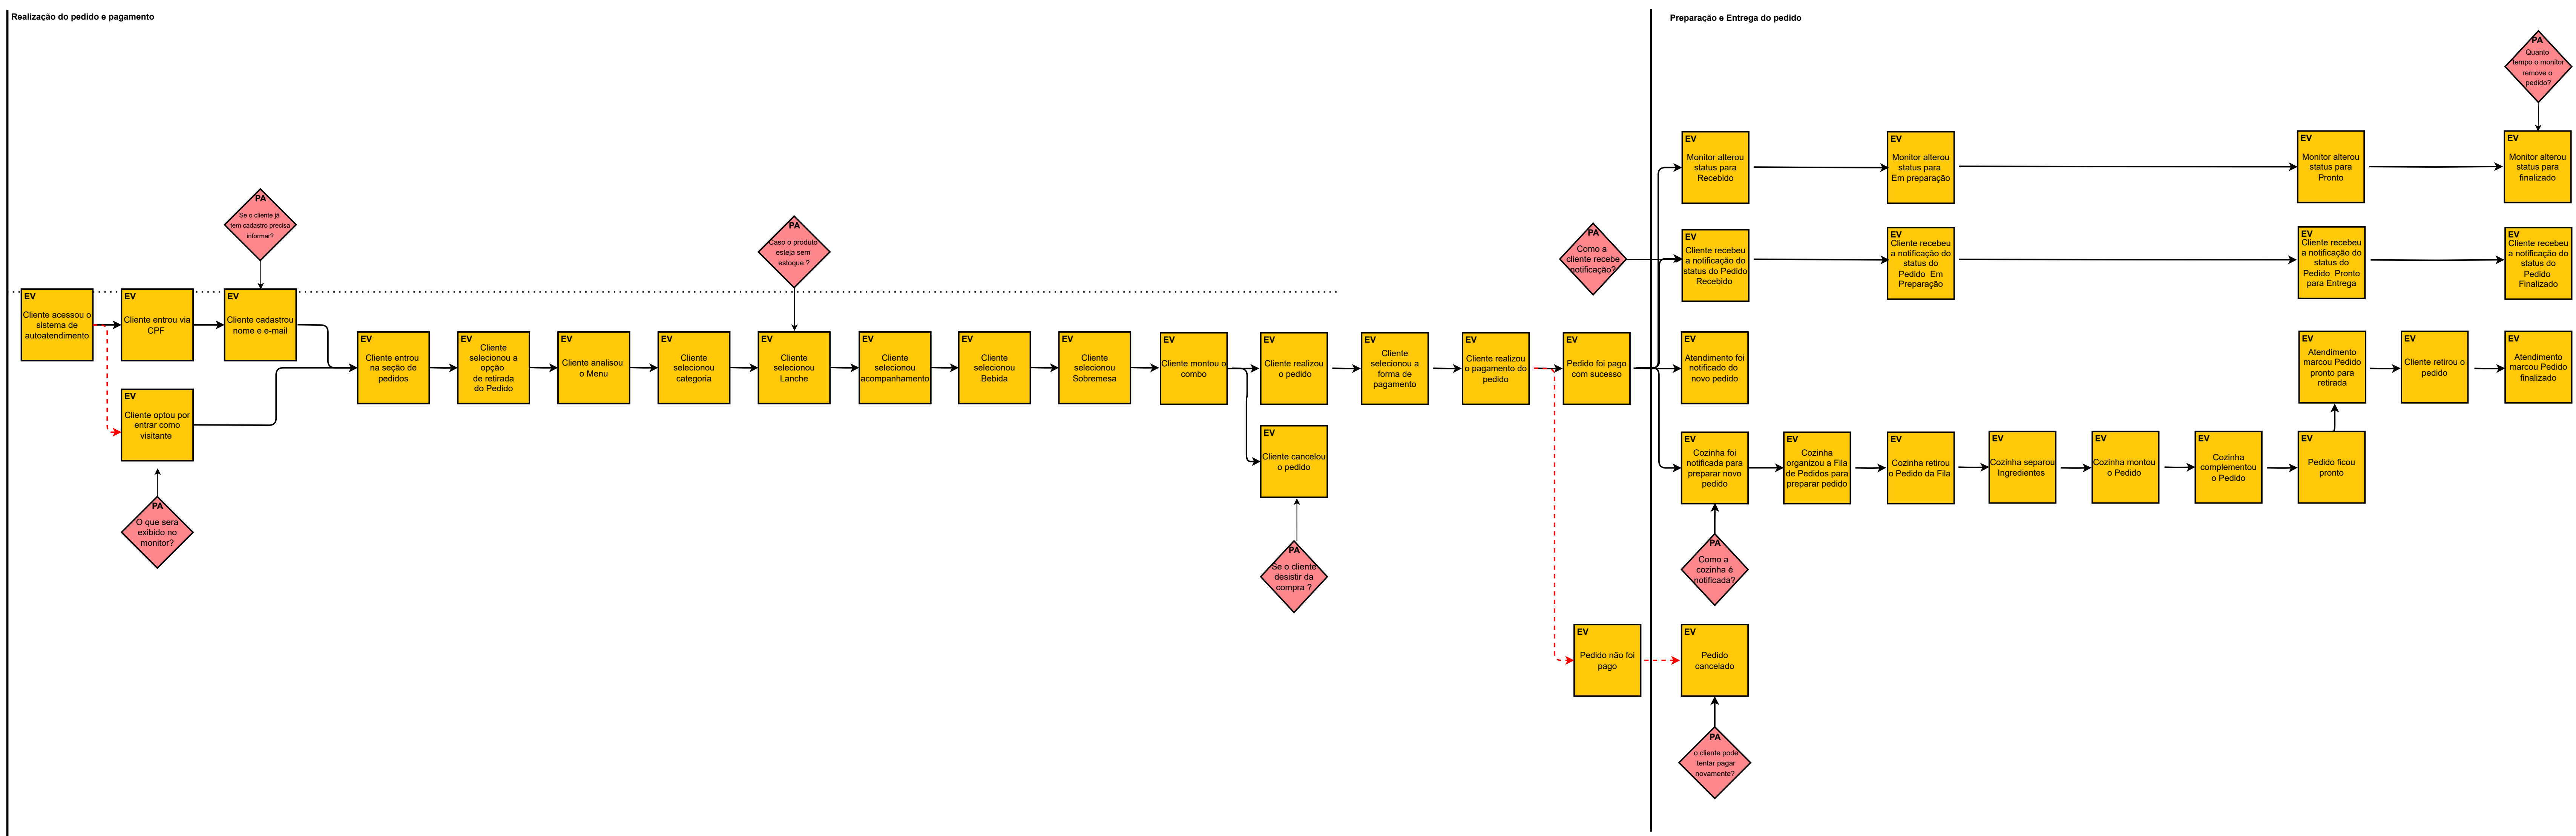 Realização do pedido e pagamento
Preparação e Entrega do pedido
PA
Quanto
tempo o monitor
remove o
pedido?
EV
Monitor alterou
status para
Recebido
EV
Monitor alterou
status para
Em preparação
EV
Monitor alterou
status para
Pronto
EV
Monitor alterou
status para
finalizado
PA
Se o cliente já
tem cadastro precisa
informar?
PA
Caso o produto
esteja sem
estoque ?
PA
Como a
cliente recebe
notificação?
EV
Cliente recebeu
a notificação do
status do Pedido
Recebido
EV
Cliente recebeu
a notificação do
status do
Pedido Em
Preparação
EV
Cliente recebeu
a notificação do
status do
Pedido Pronto
para Entrega
EV
Cliente recebeu
a notificação do
status do
Pedido
Finalizado
EV
Cliente acessou o
sistema de
autoatendimento
EV
Cliente entrou via
CPF
EV
Cliente cadastrou
nome e e-mail
EV
Cliente entrou
na seção de
pedidos
EV
Cliente
selecionou a
opção
de retirada
do Pedido
EV
Cliente analisou
o Menu
EV
Cliente
selecionou
categoria
EV
Cliente
selecionou
Lanche
EV
Cliente
selecionou
acompanhamento
EV
Cliente
selecionou
Bebida
EV
Cliente
selecionou
Sobremesa
EV
Cliente montou o
combo
EV
Cliente realizou
o pedido
EV
Cliente
selecionou a
forma de
pagamento
EV
Cliente realizou
o pagamento do
pedido
EV
Pedido foi pago
com sucesso
EV
Atendimento foi
notificado do
novo pedido
EV
Atendimento
marcou Pedido
pronto para
retirada
EV
Cliente retirou o
pedido
EV
Atendimento
marcou Pedido
finalizado
EV
Cliente optou por
entrar como
visitante
EV
Cliente cancelou
o pedido
EV
Cozinha foi
notificada para
preparar novo
pedido
EV
Cozinha
organizou a Fila
de Pedidos para
preparar pedido
EV
Cozinha retirou
o Pedido da Fila
EV
Cozinha separou
Ingredientes
EV
Cozinha montou
o Pedido
EV
Cozinha
complementou
o Pedido
EV
Pedido ficou
pronto
PA
O que sera
exibido no
monitor?
PA
Se o cliente
desistir da
compra ?
PA
Como a
cozinha é
notificada?
EV
Pedido não foi
pago
EV
Pedido
cancelado
PA
o cliente pode
tentar pagar
novamente?